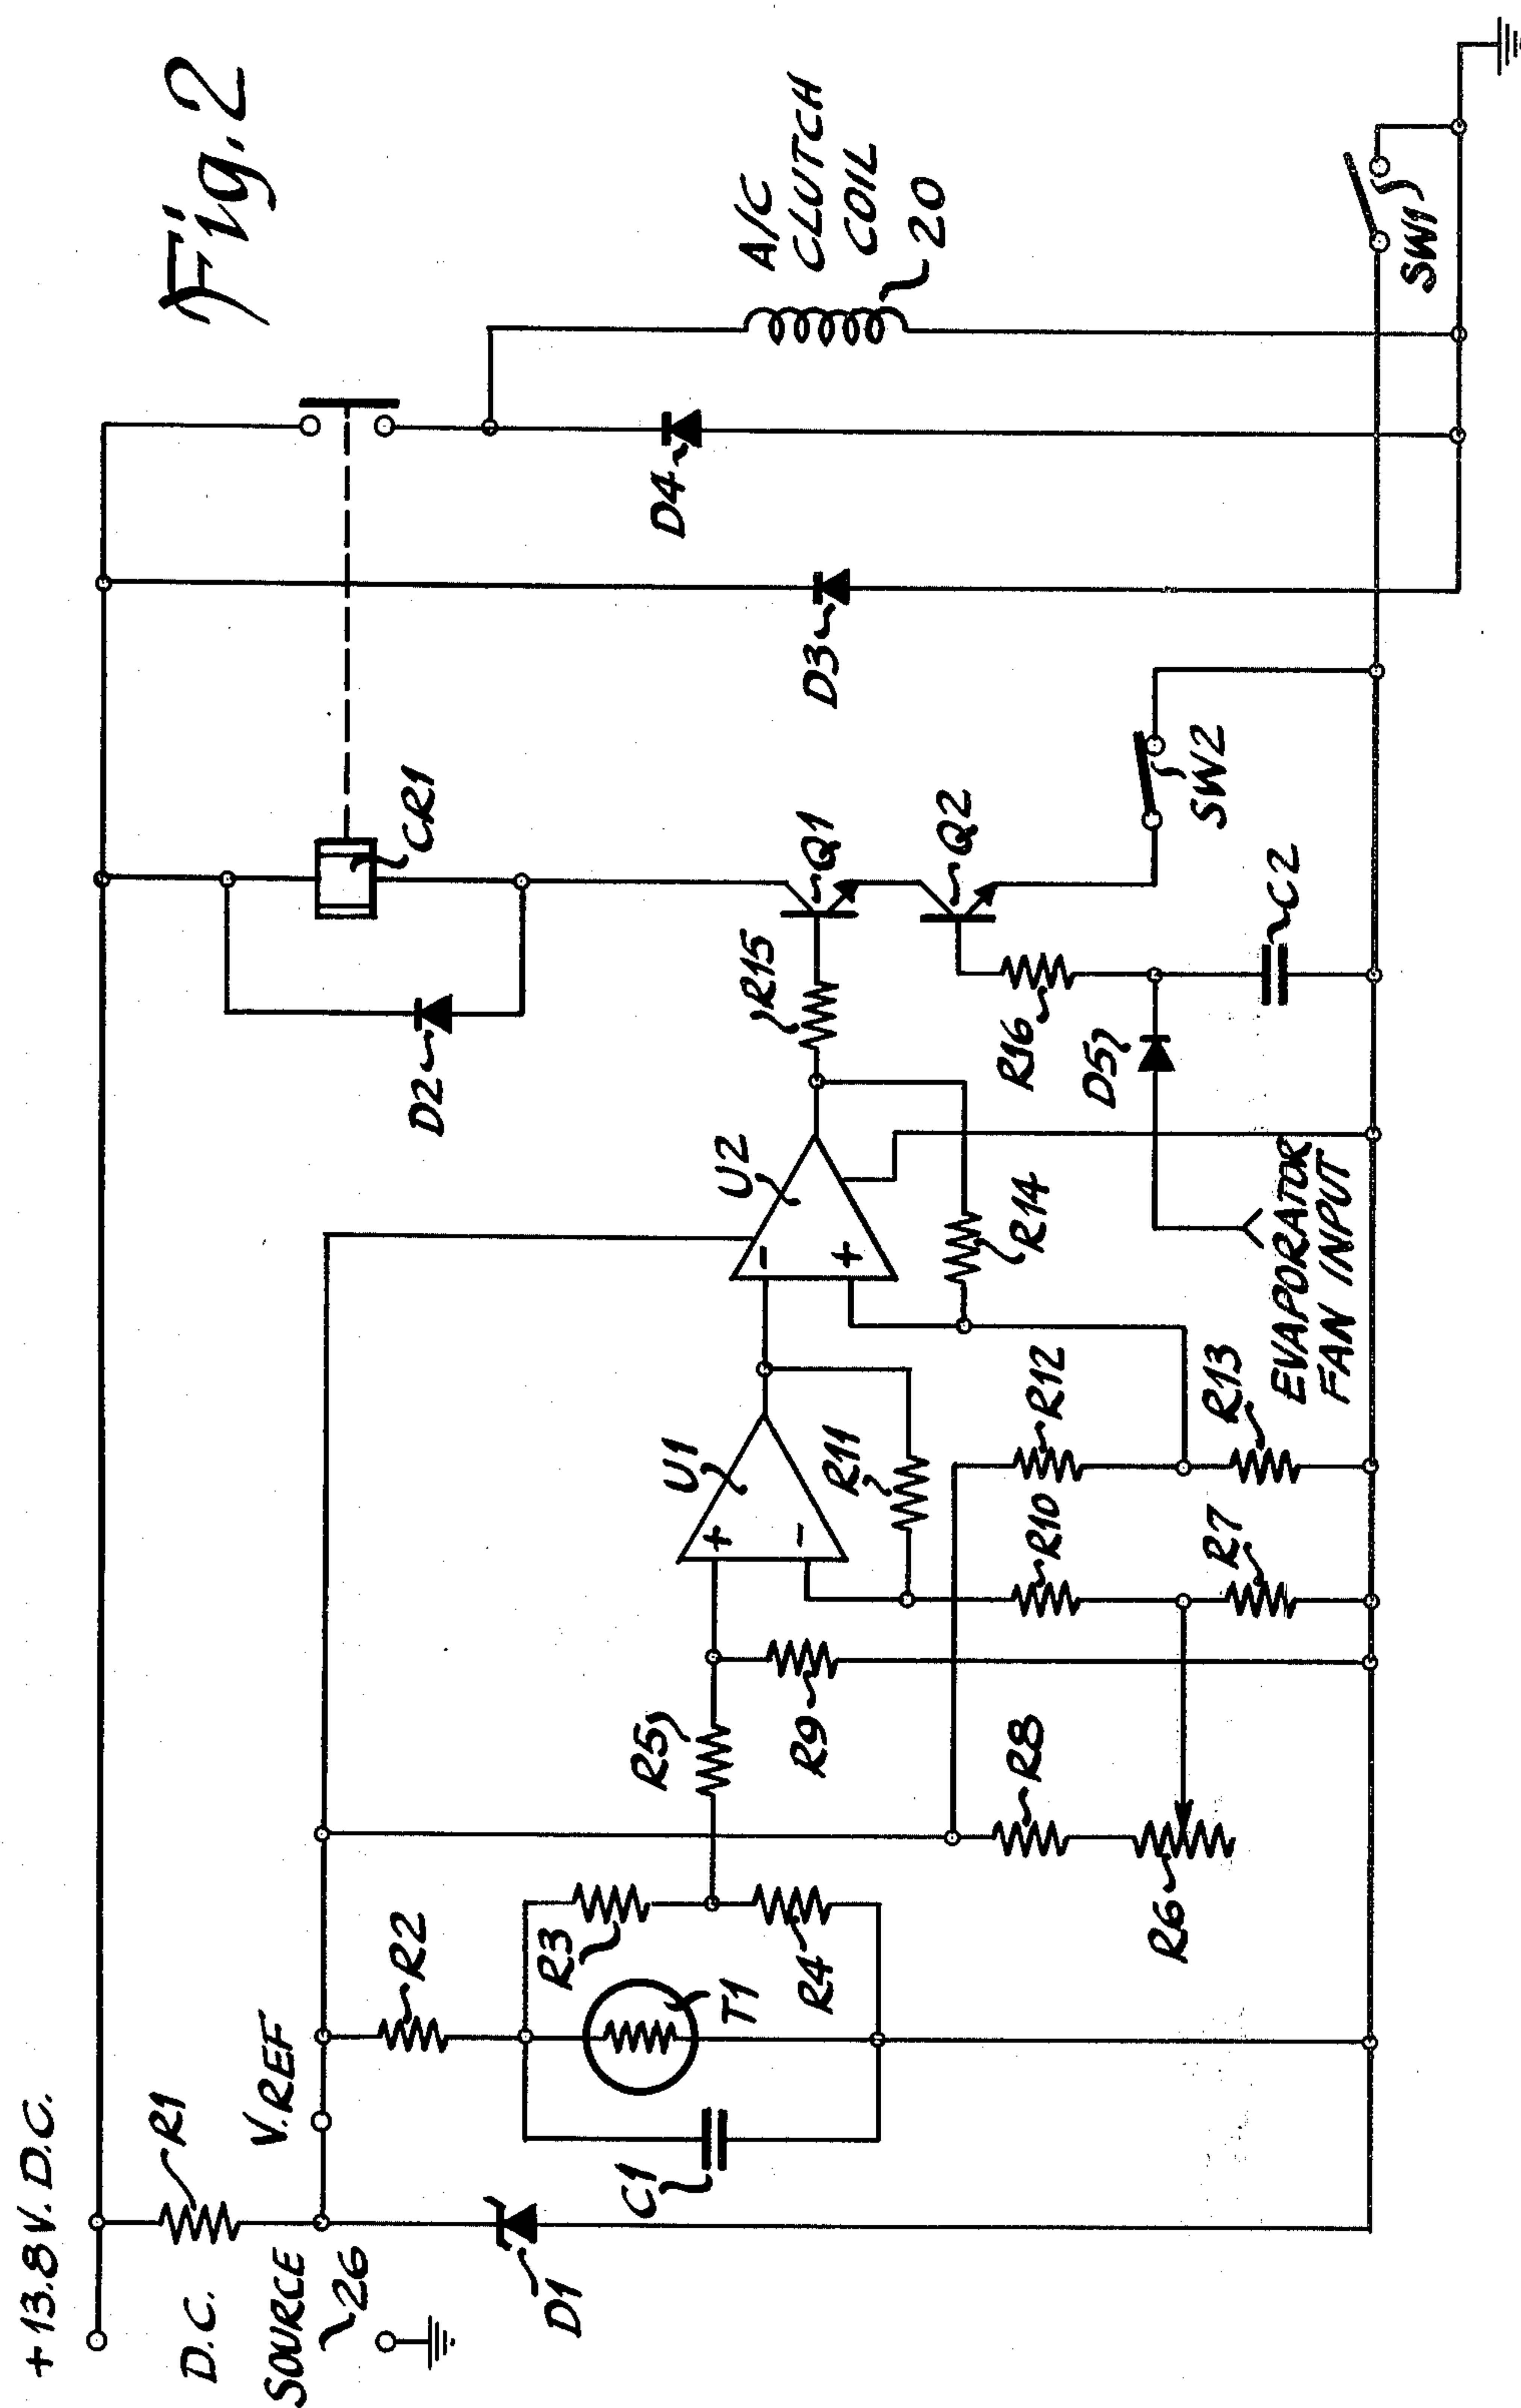 Fig. 2
+13.8 V. D.C.
D.C.
SOURCE
26
R1
V. REF
D1
C1
R2
T1
R3
R4
R5
R6
R8
R9
U1
+
-
R11
R10
R7
R12
R13
U2
-
+
R14
R15
D2
CR1
Q1
Q2
R16
D5
C2
EVAPORATOR
FAN INPUT
SW2
D3
D4
A/C
CLUTCH
COIL
20
SW1